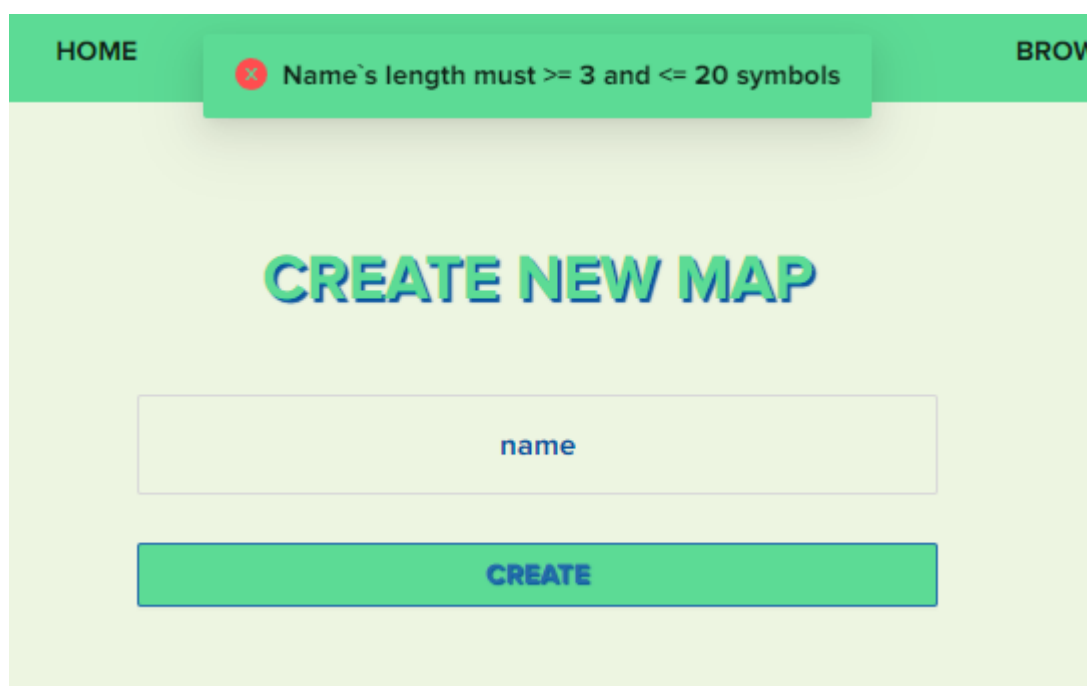 HOME
Name`s length must >= 3 and <= 20 symbols
CREATE NEW MAP
name
CREATE